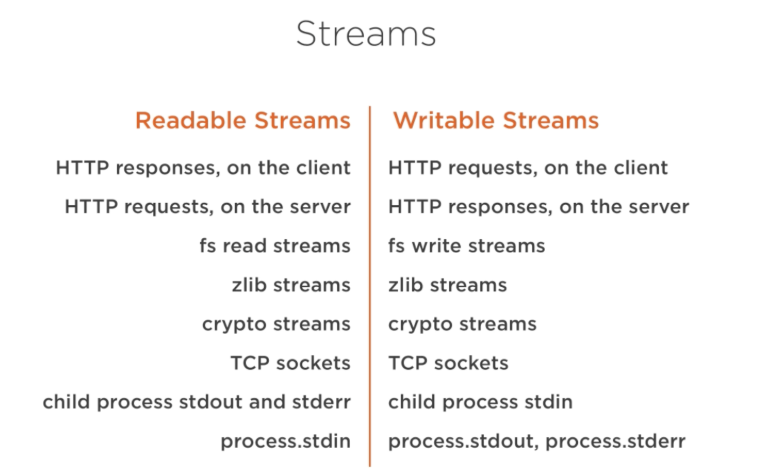 Streams
Readable Streams
HTTP responses, on the client
HTTP requests, on the server
fs read streams
zlib streams
crypto streams
TCP sockets
child process stdout and stderr
process.stdin
Writable Streams
HTTP requests, on the client
HTTP responses, on the server
fs write streams
zlib streams
crypto streams
TCP sockets
child process stdin
process.stdout, process.stderr